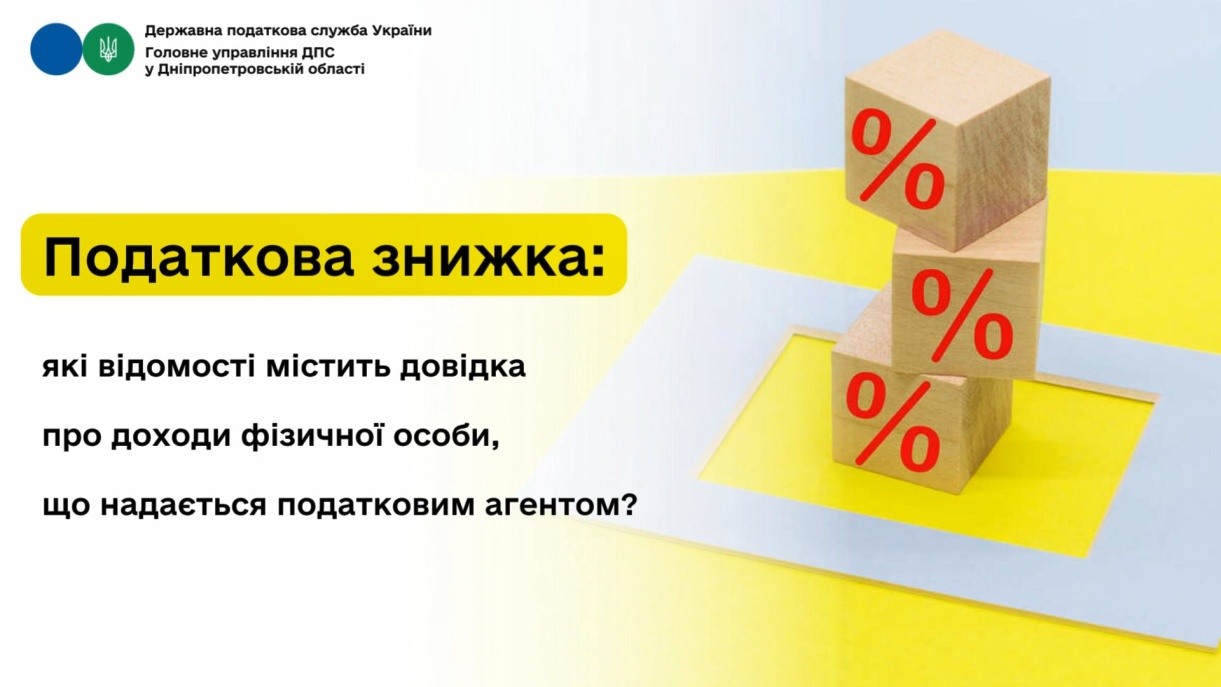 Державна податкова служба України
Головне управління ДПС
у Дніпропетровській області
Податкова знижка:
які відомості містить довідка
про доходи фізичної особи,
що надається податковим агентом?
%
%
%